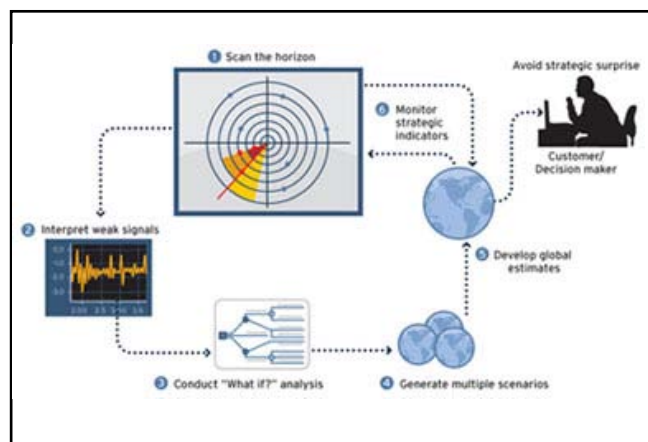 1 Scan the horizon
Avoid strategic surprise
6 Monitor
strategic
indicators
Customer/
Decision maker
2 Interpret weak signals
5 Develop global
estimates
3 Conduct "What if?" analysis
4 Generate multiple scenarios